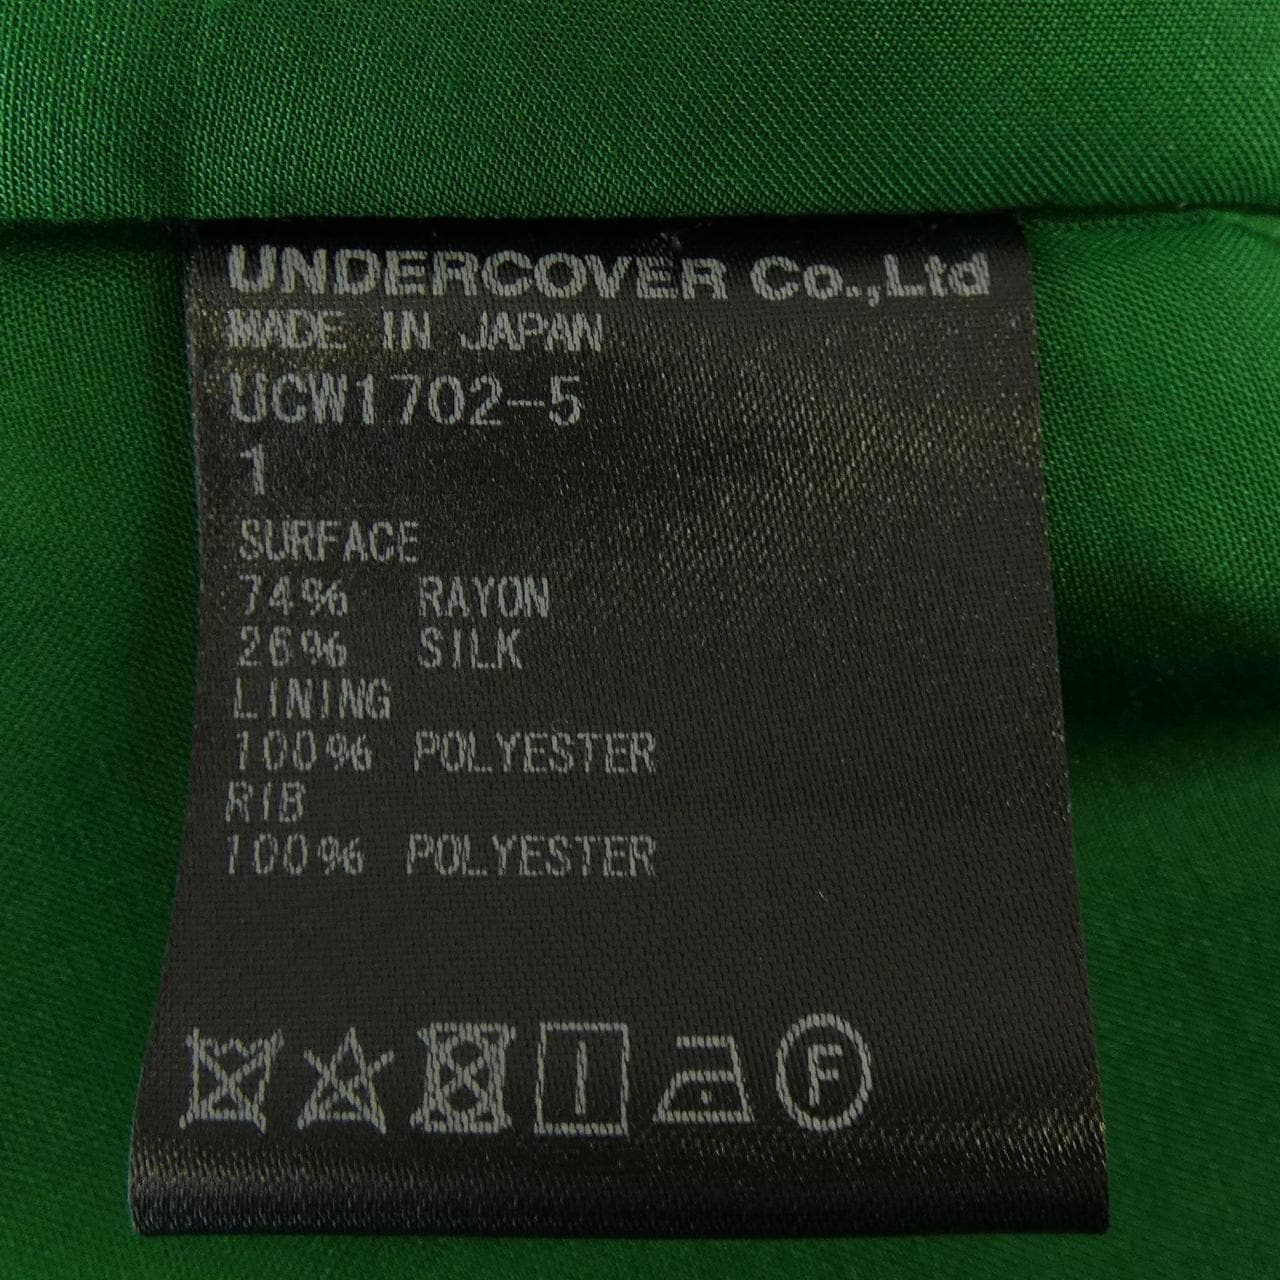 UNDERCOVER Co.,Ltd
MADE IN JAPAN
UCW1702-5
1
SURFACE
74% RAYON
26% SILK
LINING
100% POLYESTER
RIB
100% POLYESTER
F